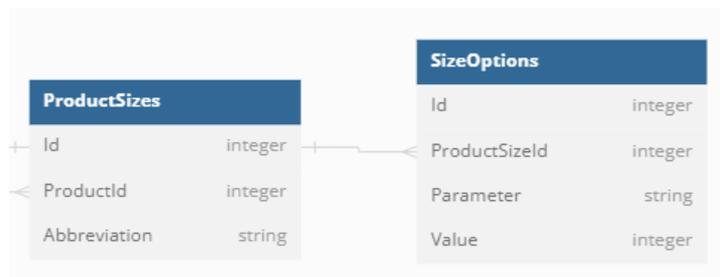 ProductSizes
Id integer
ProductId integer
Abbreviation string
SizeOptions
Id integer
ProductSizeId integer
Parameter string
Value integer